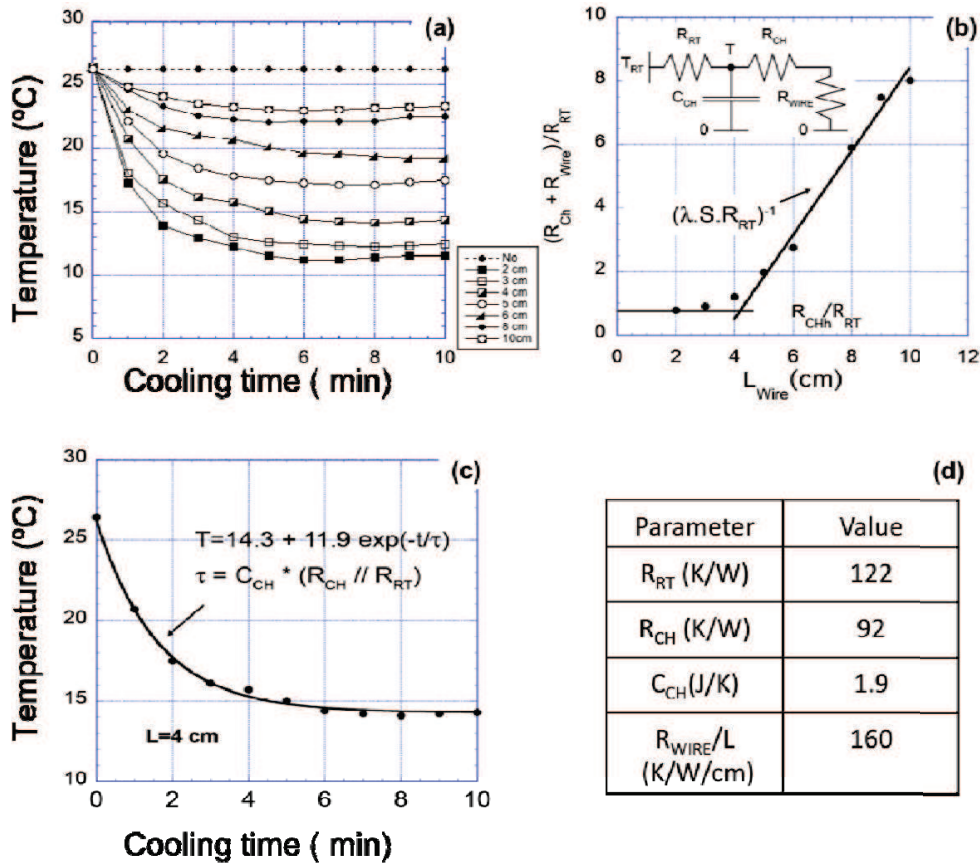 (a)
Temperature (ºC)
30
25
20
15
10
5
0 2 4 6 8 10
Cooling time ( min)
No
2 cm
3 cm
4 cm
5 cm
6 cm
8 cm
10cm
(b)
(R_Ch + R_Wire)/R_RT
10
8
6
4
2
0
0 2 4 6 8 10 12
L_Wire (cm)
R_RT T R_CH
T_RT
C_CH R_WIRE
0 0
(λ.S.R_RT)⁻¹
R_CHh/R_RT
(c)
Temperature (ºC)
30
25
20
15
10
T=14.3 + 11.9 exp(-t/τ)
τ = C_CH * (R_CH // R_RT)
L=4 cm
0 2 4 6 8 10
Cooling time ( min)
(d)
Parameter Value
R_RT (K/W) 122
R_CH (K/W) 92
C_CH(J/K) 1.9
R_WIRE/L 160
(K/W/cm)